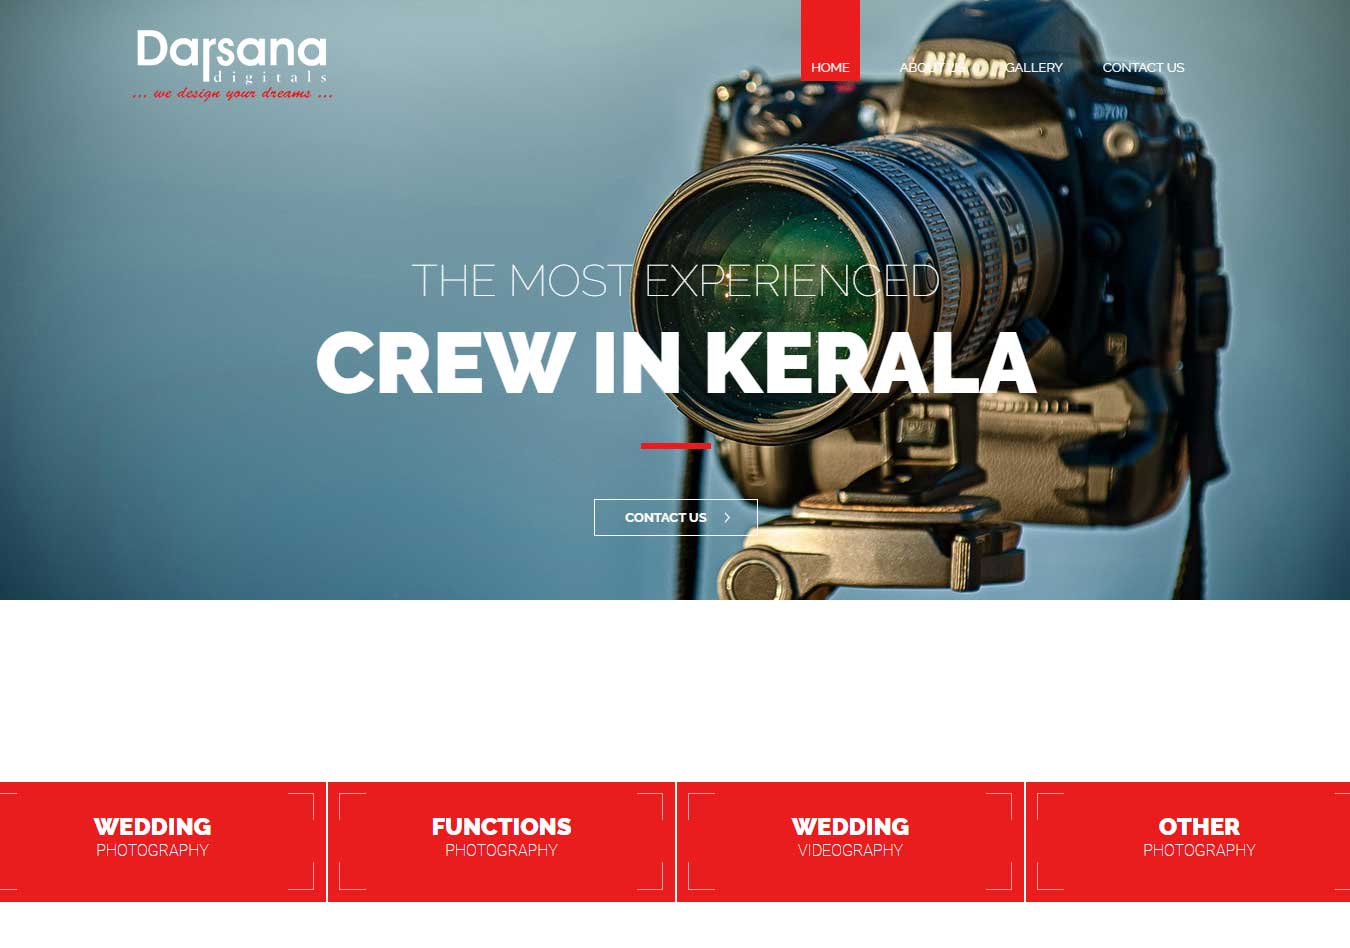 Darsana
digitals
... we design your dreams ...
HOME
ABOUT US
GALLERY
CONTACT US
D700
THE MOST EXPERIENCED
CREW IN KERALA
CONTACT US
WEDDING
PHOTOGRAPHY
FUNCTIONS
PHOTOGRAPHY
WEDDING
VIDEOGRAPHY
OTHER
PHOTOGRAPHY